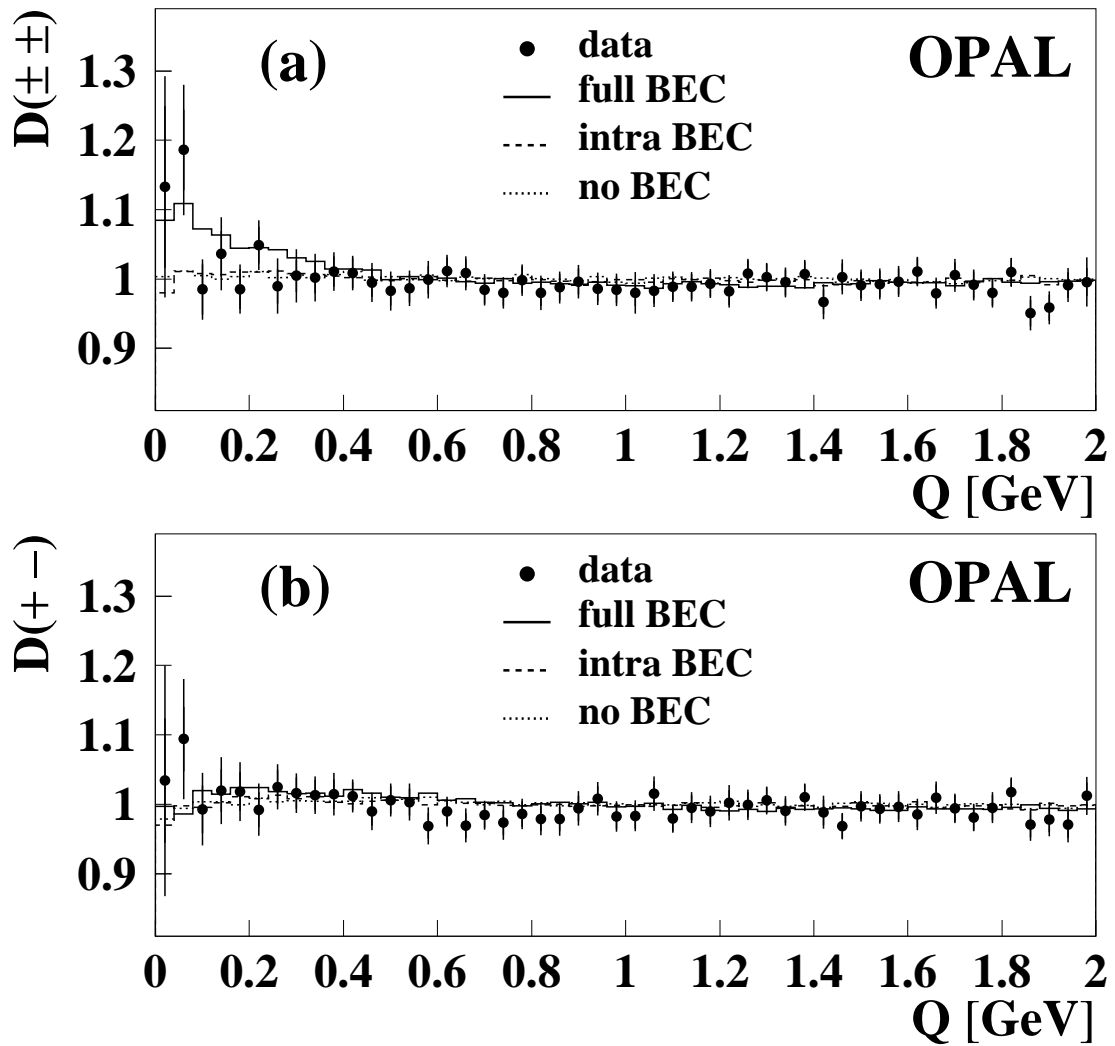 D(± ±)
(a)
data
full BEC
intra BEC
no BEC
OPAL
1.3
1.2
1.1
1
0.9
0 0.2 0.4 0.6 0.8 1 1.2 1.4 1.6 1.8 2
Q [GeV]
D(+ −)
(b)
data
full BEC
intra BEC
no BEC
OPAL
1.3
1.2
1.1
1
0.9
0 0.2 0.4 0.6 0.8 1 1.2 1.4 1.6 1.8 2
Q [GeV]